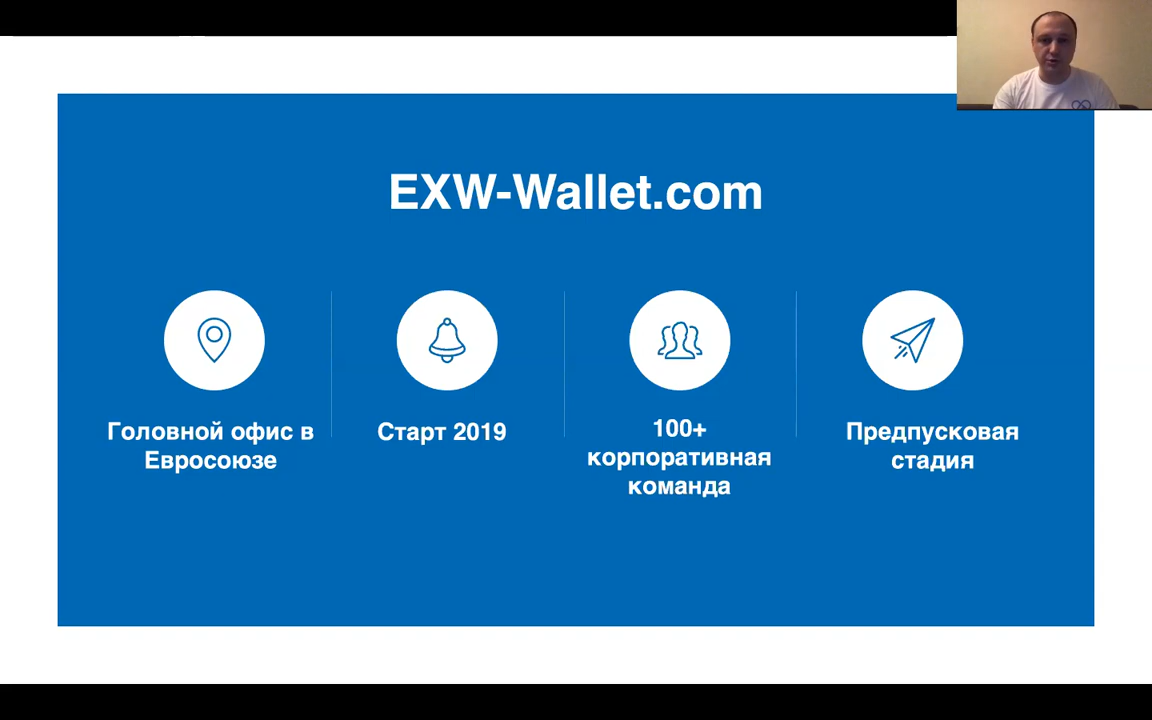 EXW-Wallet.com
Головной офис в
Евросоюзе
Старт 2019
100+
корпоративная
команда
Предпусковая
стадия